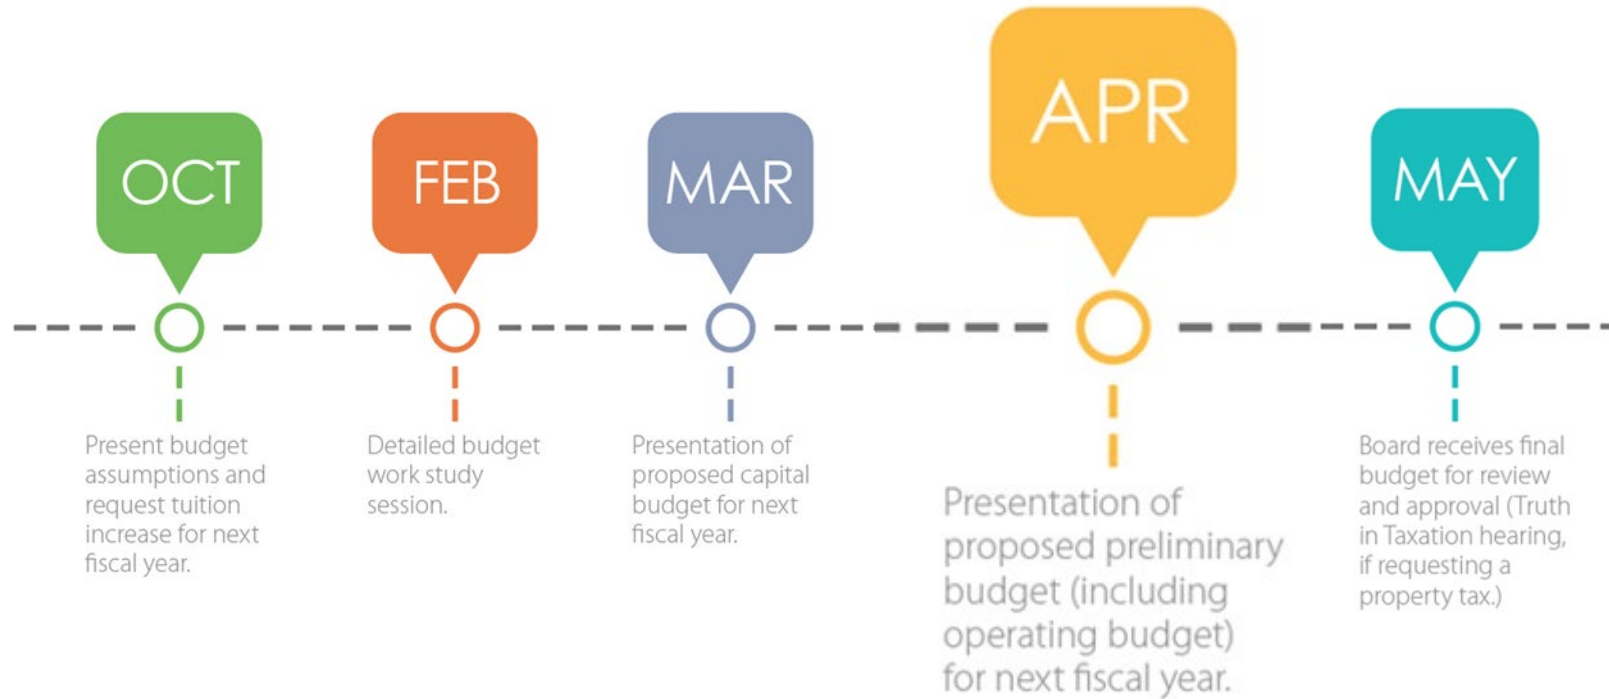 OCT
FEB
MAR
APR
MAY
Present budget
assumptions and
request tuition
increase for next
fiscal year.
Detailed budget
work study
session.
Presentation of
proposed capital
budget for next
fiscal year.
Presentation of
proposed preliminary
budget (including
operating budget)
for next fiscal year.
Board receives final
budget for review
and approval (Truth
in Taxation hearing,
if requesting a
property tax.)